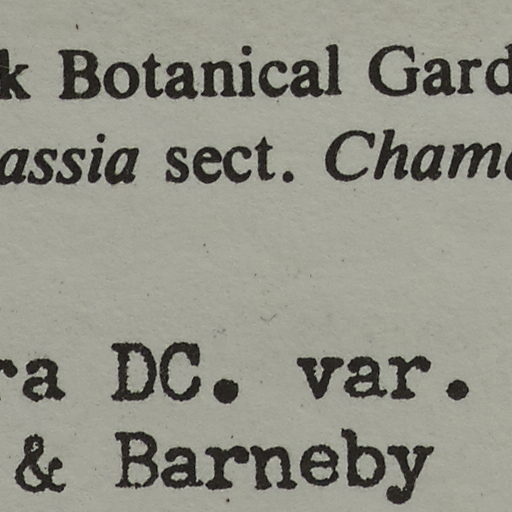 k Botanical Gard
assia sect. Chama
ra DC. var.
& Barneby